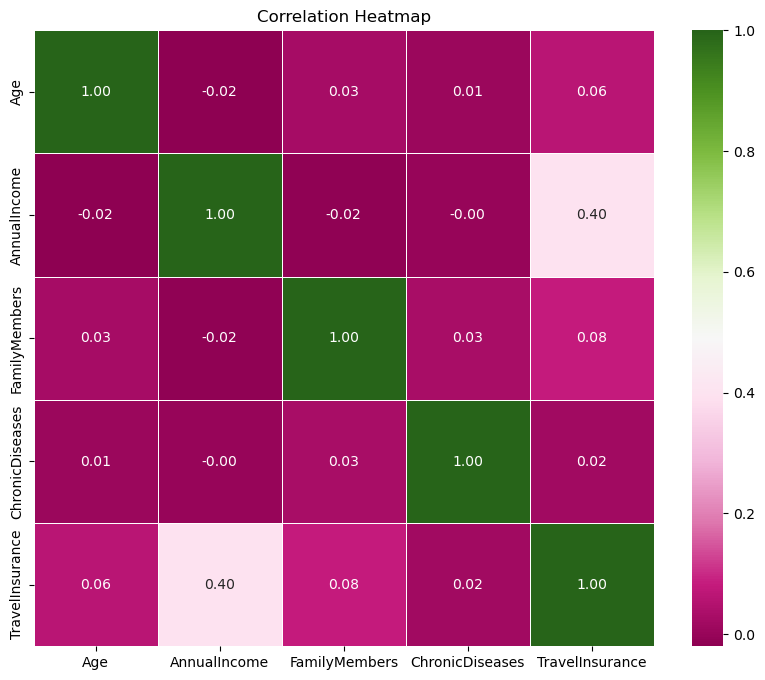 Correlation Heatmap
Age
1.00
-0.02
0.03
0.01
0.06
AnnualIncome
-0.02
1.00
-0.02
-0.00
0.40
FamilyMembers
0.03
-0.02
1.00
0.03
0.08
ChronicDiseases
0.01
-0.00
0.03
1.00
0.02
TravelInsurance
0.06
0.40
0.08
0.02
1.00
Age
AnnualIncome
FamilyMembers
ChronicDiseases
TravelInsurance
1.0
0.8
0.6
0.4
0.2
0.0